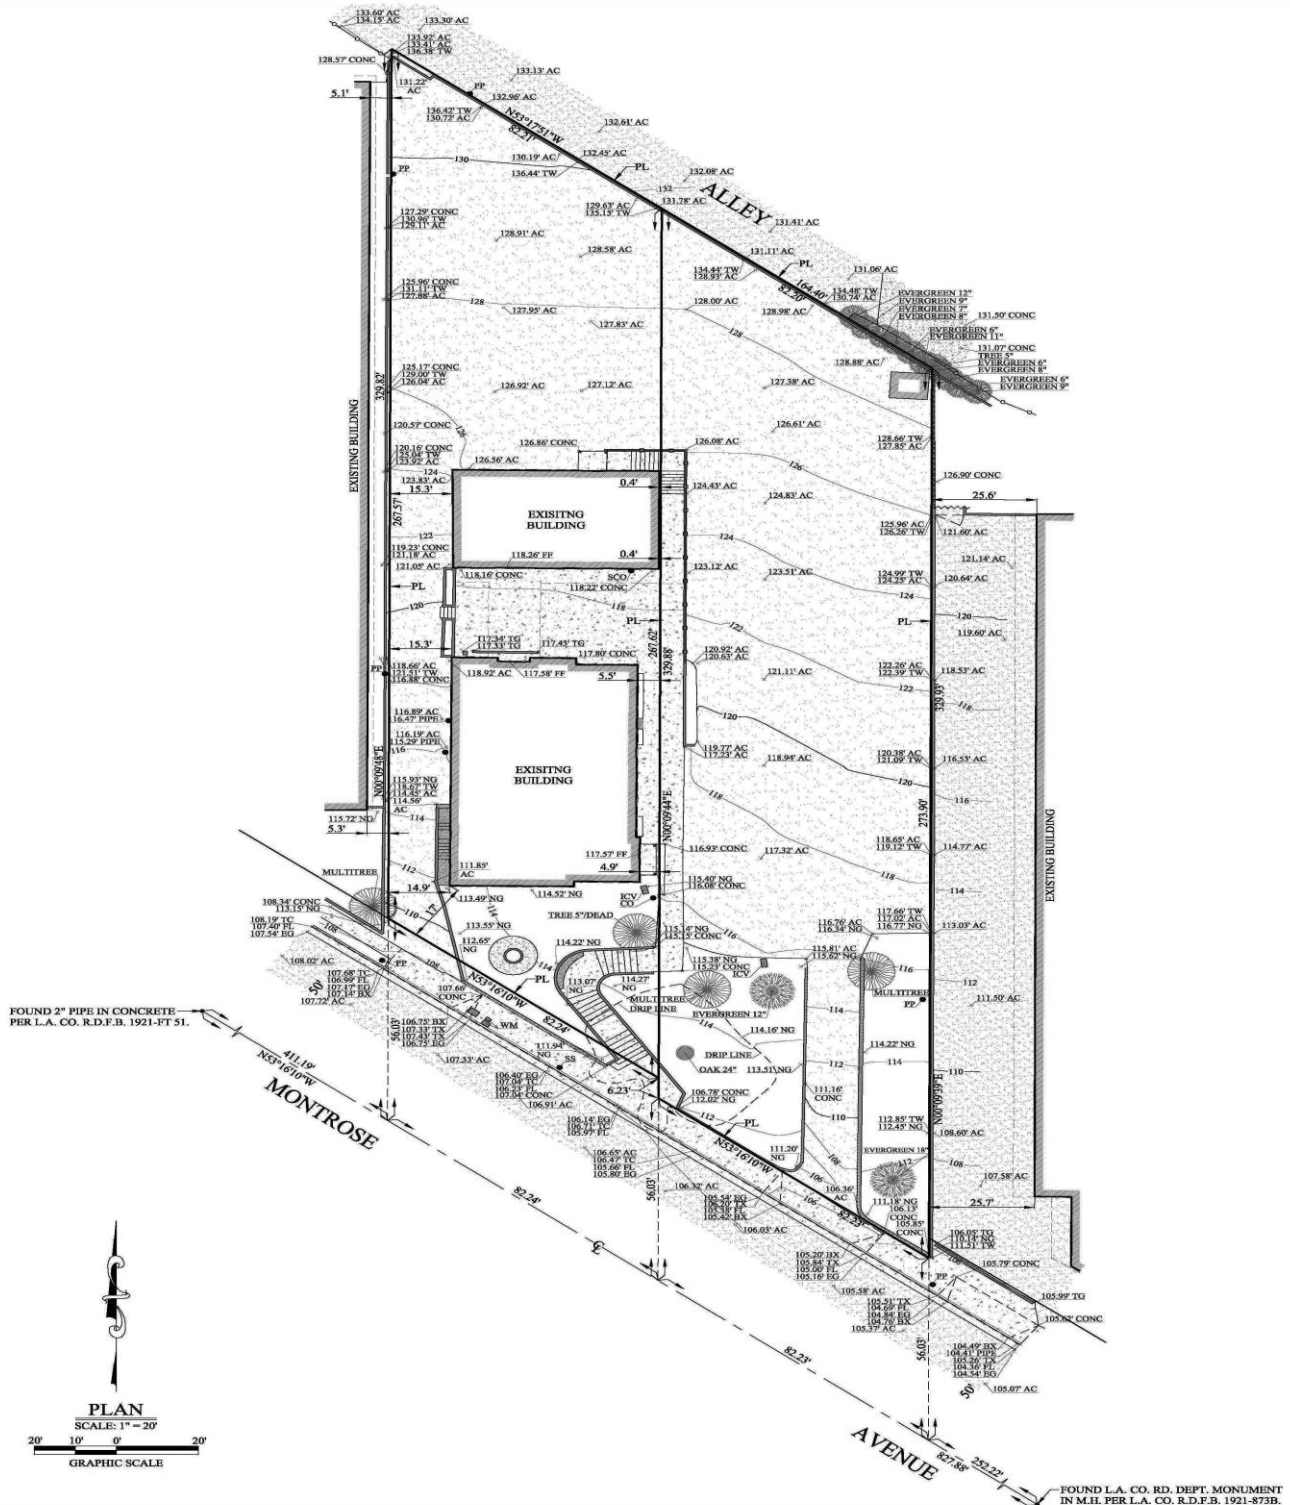 133.60' AC
134.15' AC
133.30' AC
133.92' AC
133.41' AC
136.38' TW
128.57' CONC
131.22'
AC
133.13' AC
PP
5.1'
132.96' AC
136.42' TW
130.72' AC
N53°17'51"W
82.21'
132.61' AC
130
130.19' AC
132.45' AC
136.44' TW
PL
132.08' AC
PP
132
ALLEY
129.63' AC
135.15' TW
131.78' AC
127.29' CONC
130.96' TW
129.11' AC
131.41' AC
128.91' AC
128.58' AC
131.11' AC
134.44' TW
128.93' AC
PL
131.06' AC
125.96' CONC
131.11' TW
127.88' AC
164.40'
82.20'
134.48' TW
130.74' AC
EVERGREEN 12"
EVERGREEN 9"
EVERGREEN 7"
EVERGREEN 8"
128
127.95' AC
128.00' AC
128.98' AC
131.50' CONC
127.83' AC
128
EVERGREEN 6"
EVERGREEN 11"
131.07' CONC
TREE 5"
EVERGREEN 6"
EVERGREEN 8"
EVERGREEN 6"
EVERGREEN 9"
128.88' AC
125.17' CONC
129.00' TW
126.04' AC
329.82'
126.92' AC
127.12' AC
127.38' AC
EXISTING BUILDING
120.57' CONC
126
126.61' AC
120.16' CONC
125.04' TW
123.92' AC
126.86' CONC
126.08' AC
128.66' TW
127.85' AC
126.56' AC
126
124
123.83' AC
126.90' CONC
15.3'
0.4'
124.43' AC
25.6'
267.57'
EXISITNG
BUILDING
124.83' AC
125.96' AC
126.26' TW
121.60' AC
122
119.23' CONC
121.18' AC
121.05' AC
0.4'
124
118.26' FF
118.16' CONC
SCO
118.22' CONC
123.12' AC
123.51' AC
121.14' AC
124.99' TW
124.25' AC
120.64' AC
PL
124
120
118
PL
122
PL
120
119.60' AC
267.62'
329.88'
117.34' TG
117.33' TG
117.45' TG
15.3'
117.80' CONC
120.92' AC
120.63' AC
PP
118.66' AC
121.51' TW
116.88' CONC
118.92' AC
117.58' FF
5.5'
121.11' AC
122.26' AC
122.39' TW
118.53' AC
122
329.93'
118
116.89' AC
116.47' PIPE
120
116.19' AC
115.29' PIPE
116
119.77' AC
117.23' AC
118.94' AC
120.38' AC
121.09' TW
116.53' AC
N00°09'48"E
EXISITNG
BUILDING
120
115.93' NG
118.67' TW
114.45' AC
114.56'
AC
118
118
116
N00°09'44"E
115.72' NG
114
273.90'
5.3'
118.65' AC
119.12' TW
114.77' AC
EXISTING BUILDING
117.57' FF
116.93' CONC
117.32' AC
112
111.85'
AC
4.9'
MULTITREE
14.9'
113.49' NG
114.52' NG
115.40' NG
116.08' CONC
114
108.34' CONC
113.15' NG
110
17'
114
ICV
CO
TREE 5"/DEAD
117.66' TW
117.02' AC
116.77' NG
116.76' AC
116.34' NG
113.03' AC
108.19' TC
107.40' FL
107.54' EG
108
113.55' NG
112.65'
NG
115.14' NG
115.15' CONC
116
114.22' NG
115.81' AC
115.62' NG
108.02' AC
PP
108
114
115.38' NG
115.23' CONC
ICV
116
107.68' TC
106.99' FL
107.17' EG
107.14' BX
107.72' AC
50'
N53°16'10"W
PL
113.07'
NG
114.27'
NG
MULTITREE
DRIP LINE
MULTITREE
PP
112
111.50' AC
107.66'
CONC
EVERGREEN 12"
FOUND 2" PIPE IN CONCRETE
PER L.A. CO. R.D.F.B. 1921-FT 51.
106.75' BX
107.33' TX
107.43' TX
106.75' EG
WM
82.24'
114
114.16' NG
114
114.22' NG
56.03'
107.33' AC
111.94'
NG
SS
DRIP LINE
OAK 24"
113.51' NG
112
114
110
411.19'
N53°16'10"W
106.40' EG
107.04' TC
106.23' FL
107.04' CONC
106.91' AC
6.23'
106.78' CONC
112.02' NG
111.16'
CONC
N00°09'39"E
MONTROSE
106.14' EG
106.71' TC
105.97' FL
112
PL
110
112.85' TW
112.45' NG
108.60' AC
106.65' AC
106.47' TC
105.66' FL
105.80' EG
N53°16'10"W
111.20'
NG
108
EVERGREEN 18"
112
108
106.32' AC
106
107.58' AC
82.24'
56.03'
105.54' EG
106.20' TX
105.38' FL
105.42' BX
106
106.36'
AC
111.18' NG
106.13'
CONC
25.7'
106.03' AC
82.23'
105.85'
CONC
106.05' TG
110.14' NG
111.51' TW
℄
105.20' BX
105.84' TX
105.00' FL
105.16' EG
106
105.79' CONC
105.58' AC
PP
105.99' TG
105.51' TX
104.69' FL
104.84' EG
104.76' BX
105.37' AC
105.62' CONC
82.23'
56.03'
104.49' BX
104.41' PIPE
105.26' TX
104.36' FL
104.54' EG
50'
105.07' AC
PLAN
SCALE: 1" = 20'
20' 10' 0' 20'
GRAPHIC SCALE
AVENUE
827.88'
252.22'
FOUND L.A. CO. RD. DEPT. MONUMENT
IN M.H. PER L.A. CO. R.D.F.B. 1921-873B.